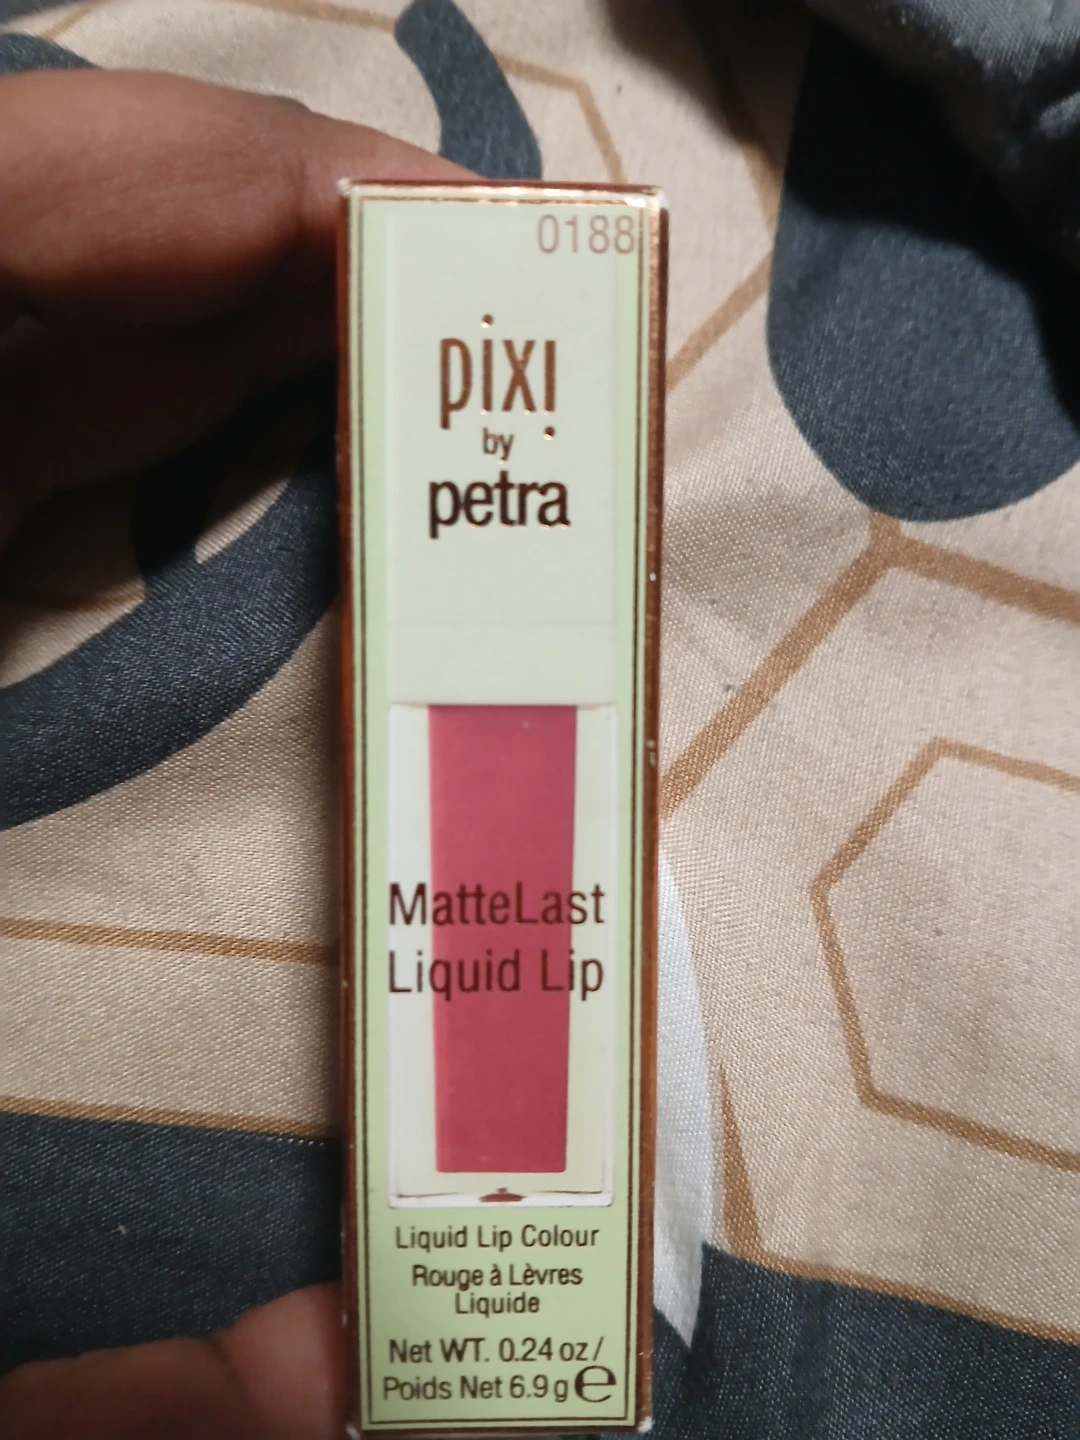 0188
pixi
by
petra
MatteLast
Liquid Lip
Liquid Lip Colour
Rouge à Lèvres
Liquide
Net WT. 0.24 oz /
Poids Net 6.9 g ℮